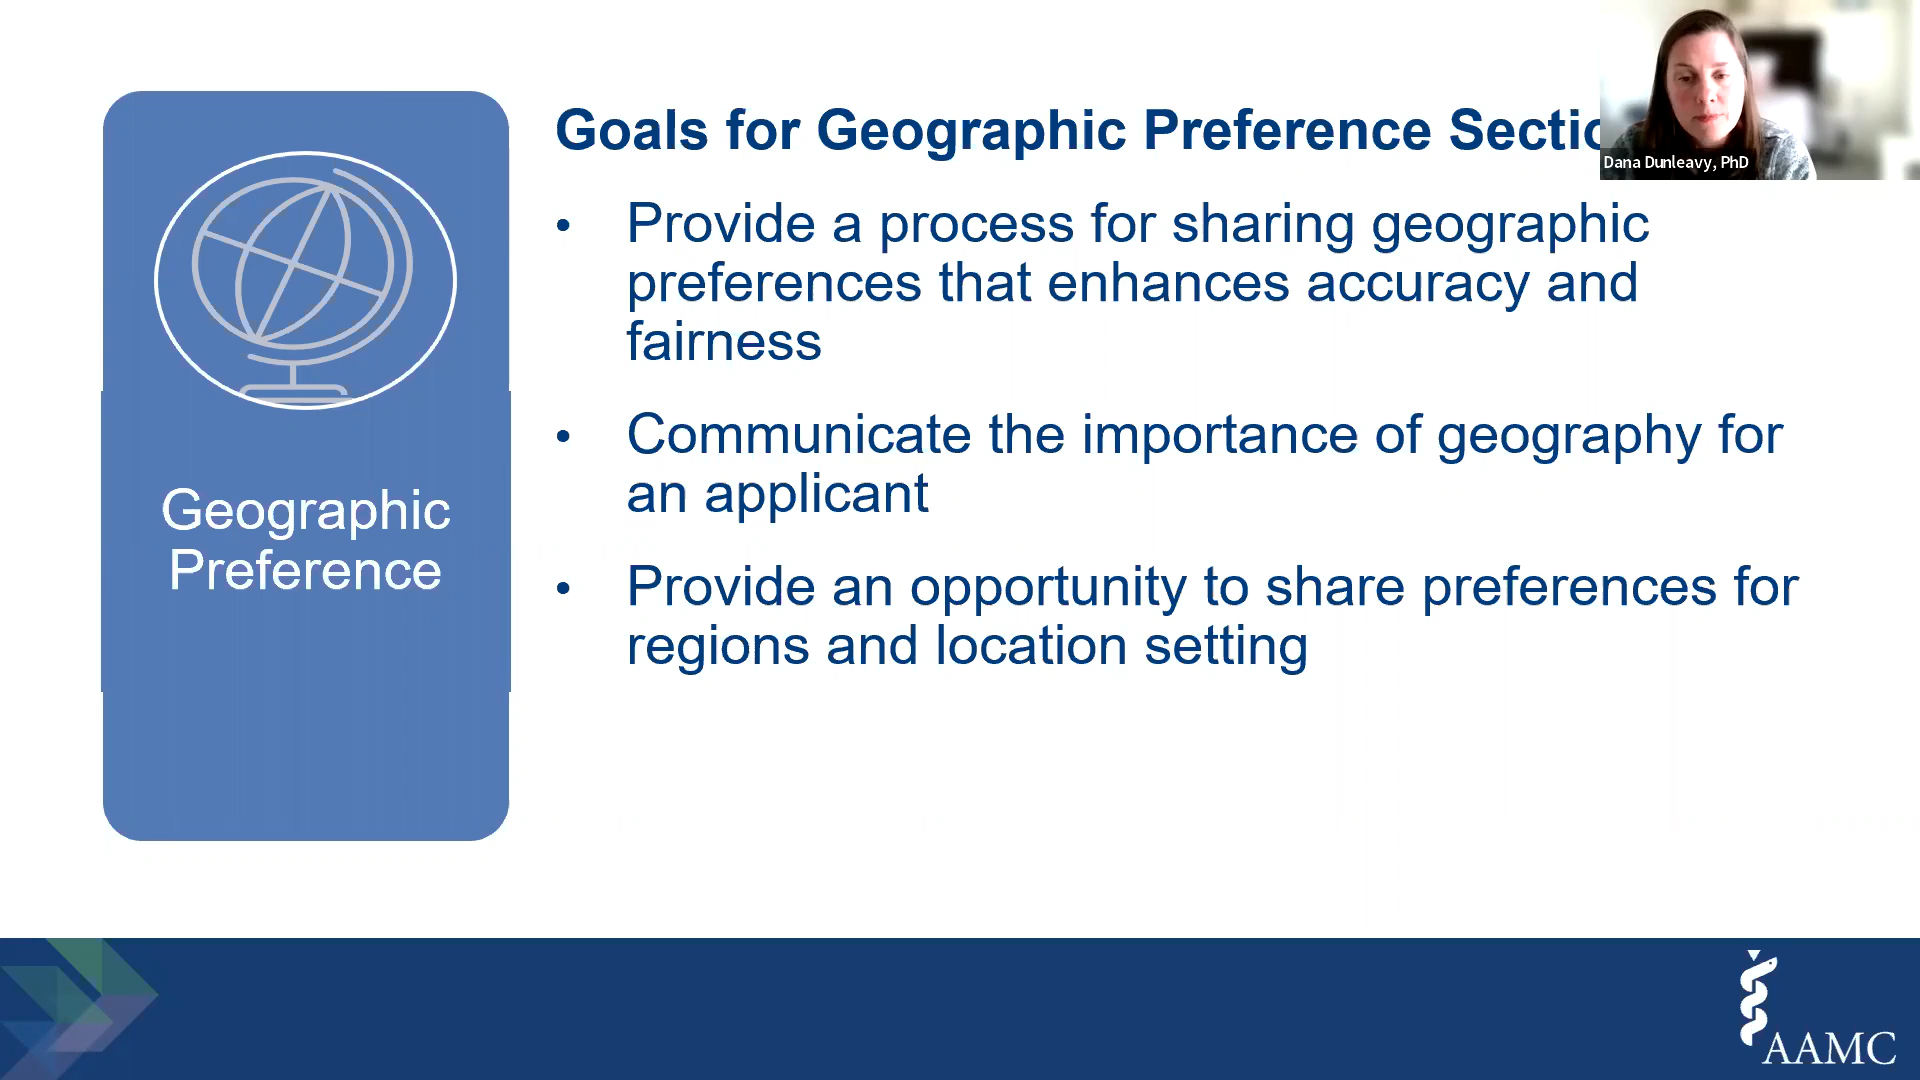 Goals for Geographic Preference Sectio
Dana Dunleavy, PhD
• Provide a process for sharing geographic
preferences that enhances accuracy and
fairness
• Communicate the importance of geography for
an applicant
• Provide an opportunity to share preferences for
regions and location setting
Geographic
Preference
AAMC